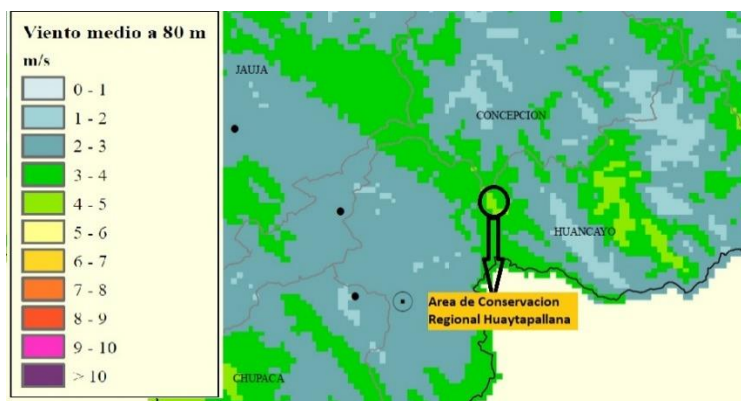 Viento medio a 80 m
m/s
0 - 1
1 - 2
2 - 3
3 - 4
4 - 5
5 - 6
6 - 7
7 - 8
8 - 9
9 - 10
> 10
JAUJA
CONCEPCION
HUANCAYO
Area de Conservacion
Regional Huaytapallana
CHUPACA